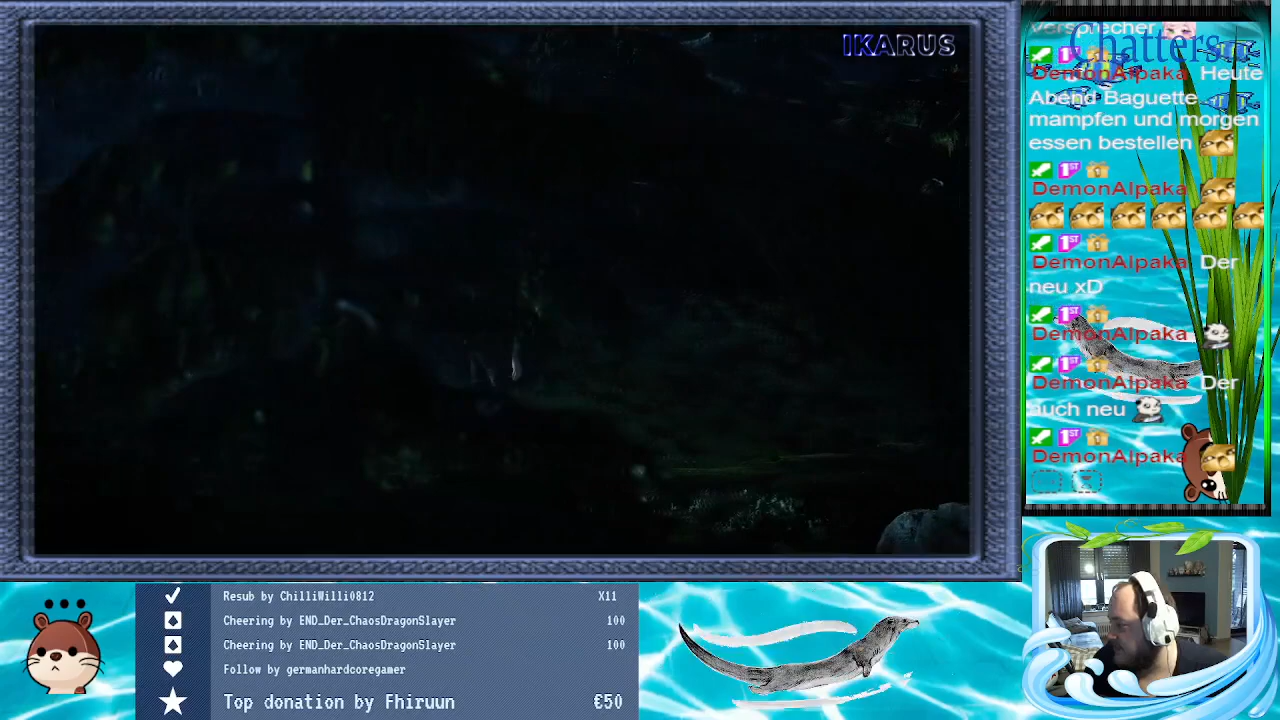 IKARUS
Versprecher
Chatters
DemonAlpaka Heute
Abend Baguette
mampfen und morgen
essen bestellen
DemonAlpaka
DemonAlpaka Der
neu xD
DemonAlpaka
DemonAlpaka Der
auch neu
DemonAlpaka
Resub by ChilliWilli0812 X11
Cheering by END_Der_ChaosDragonSlayer 100
Cheering by END_Der_ChaosDragonSlayer 100
Follow by germanhardcoregamer
Top donation by Fhiruun €50